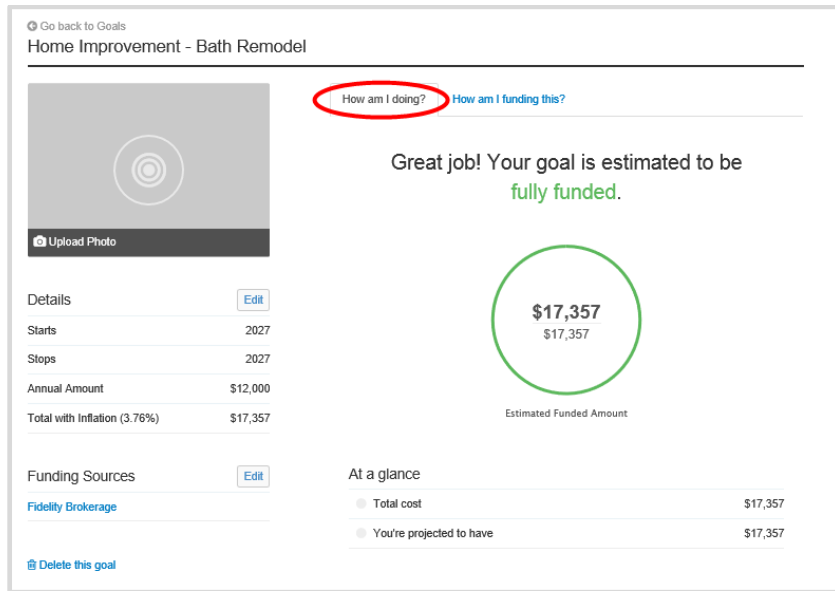 Go back to Goals
Home Improvement - Bath Remodel
How am I doing? How am I funding this?
Great job! Your goal is estimated to be
fully funded.
Upload Photo
$17,357
$17,357
Estimated Funded Amount
Details Edit
Starts 2027
Stops 2027
Annual Amount $12,000
Total with Inflation (3.76%) $17,357
Funding Sources Edit
Fidelity Brokerage
Delete this goal
At a glance
Total cost $17,357
You're projected to have $17,357